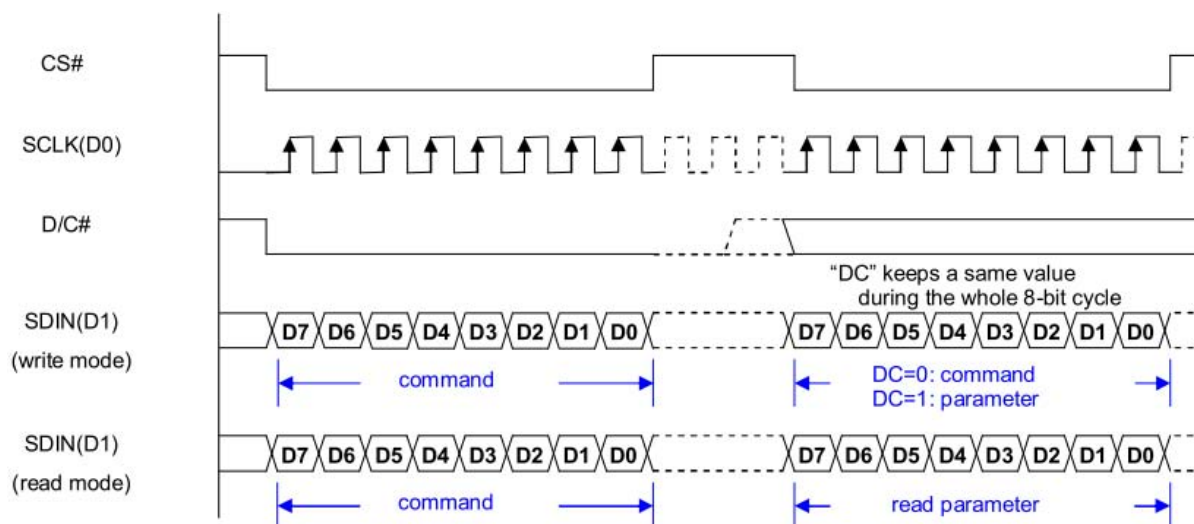 CS#
SCLK(D0)
D/C#
“DC” keeps a same value
during the whole 8-bit cycle
SDIN(D1)
(write mode)
D7 D6 D5 D4 D3 D2 D1 D0
D7 D6 D5 D4 D3 D2 D1 D0
command
DC=0: command
DC=1: parameter
SDIN(D1)
(read mode)
D7 D6 D5 D4 D3 D2 D1 D0
D7 D6 D5 D4 D3 D2 D1 D0
command
read parameter